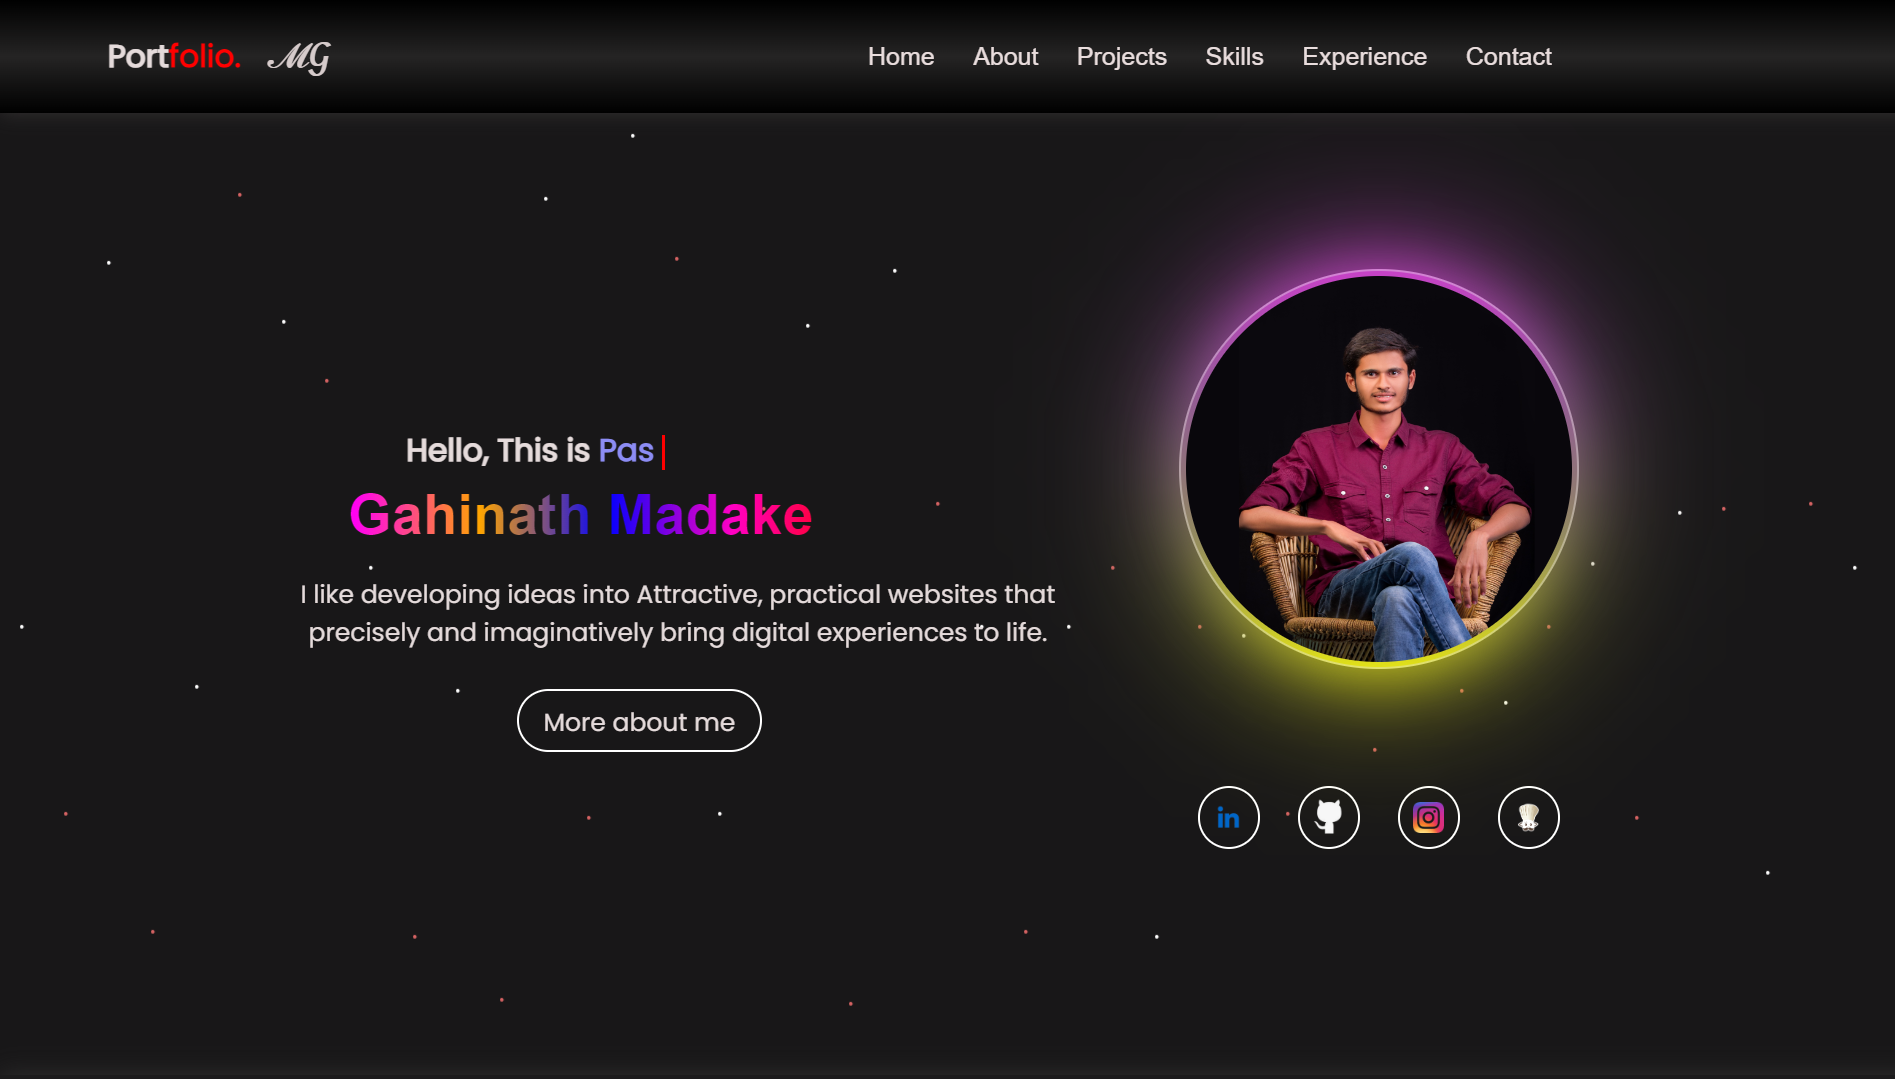 Portfolio. MG
Home About Projects Skills Experience Contact
Hello, This is Pas
Gahinath Madake
I like developing ideas into Attractive, practical websites that
precisely and imaginatively bring digital experiences to life.
More about me
in